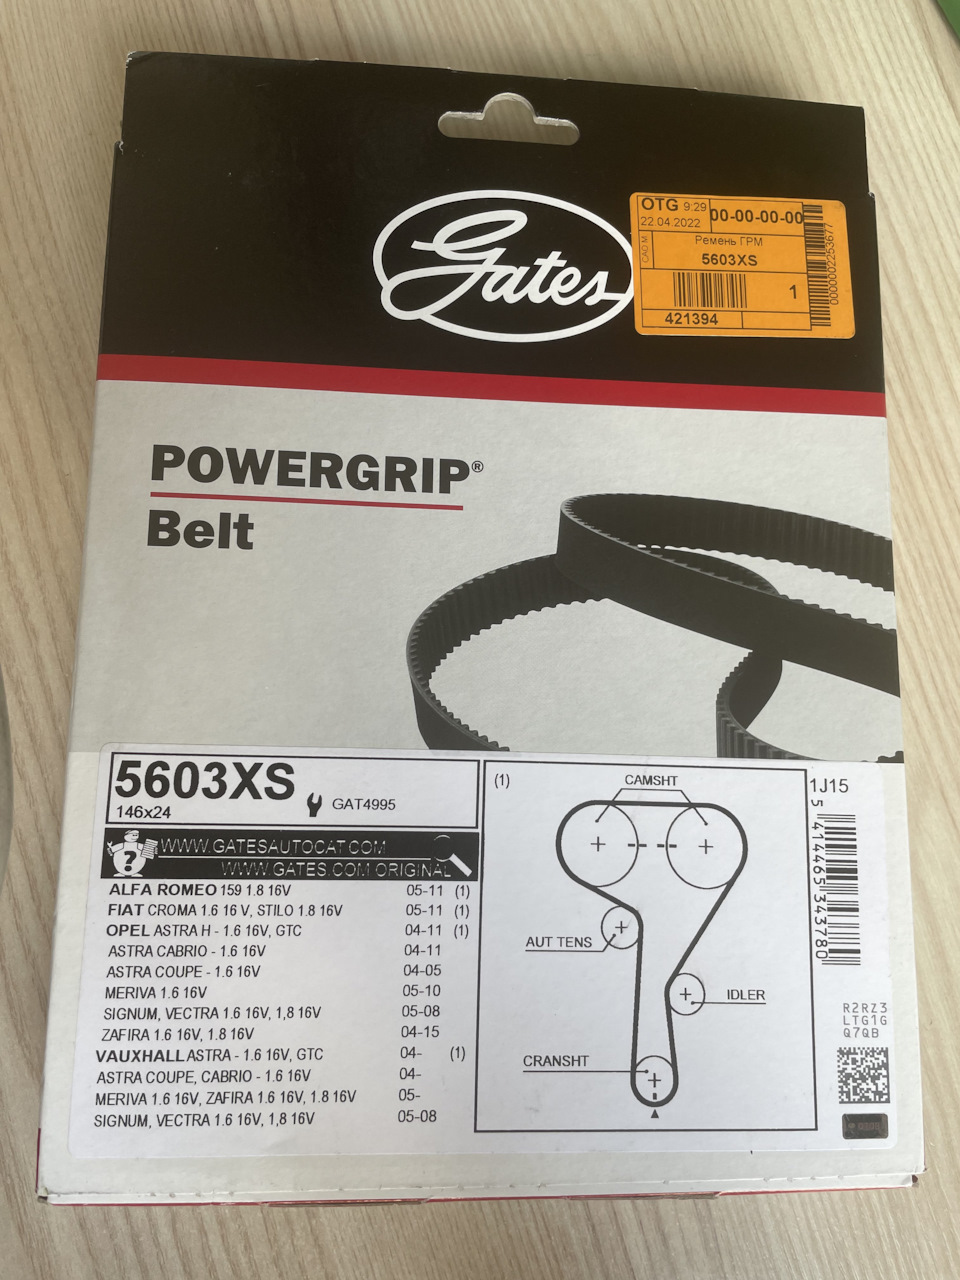 Gates
OTG 9.29
22.04.2022
00-00-00-00
Ремень ГРМ
5603XS
1
421394
0000002253677
POWERGRIP®
Belt
5603XS
146x24
GAT4995
WWW.GATESAUTOCAT.COM
WWW.GATES.COM ORIGINAL
ALFA ROMEO 159 1.8 16V 05-11 (1)
FIAT CROMA 1.6 16 V, STILO 1.8 16V 05-11 (1)
OPEL ASTRA H - 1.6 16V, GTC 04-11 (1)
ASTRA CABRIO - 1.6 16V 04-11
ASTRA COUPE - 1.6 16V 04-05
MERIVA 1.6 16V 05-10
SIGNUM, VECTRA 1.6 16V, 1,8 16V 05-08
ZAFIRA 1.6 16V, 1.8 16V 04-15
VAUXHALL ASTRA - 1.6 16V, GTC 04- (1)
ASTRA COUPE, CABRIO - 1.6 16V 04-
MERIVA 1.6 16V, ZAFIRA 1.6 16V, 1.8 16V 05-
SIGNUM, VECTRA 1.6 16V, 1,8 16V 05-08
(1)
CAMSHT
AUT TENS
IDLER
CRANSHT
1J15
5 414465 343780
R2RZ3
LTG1G
Q7QB